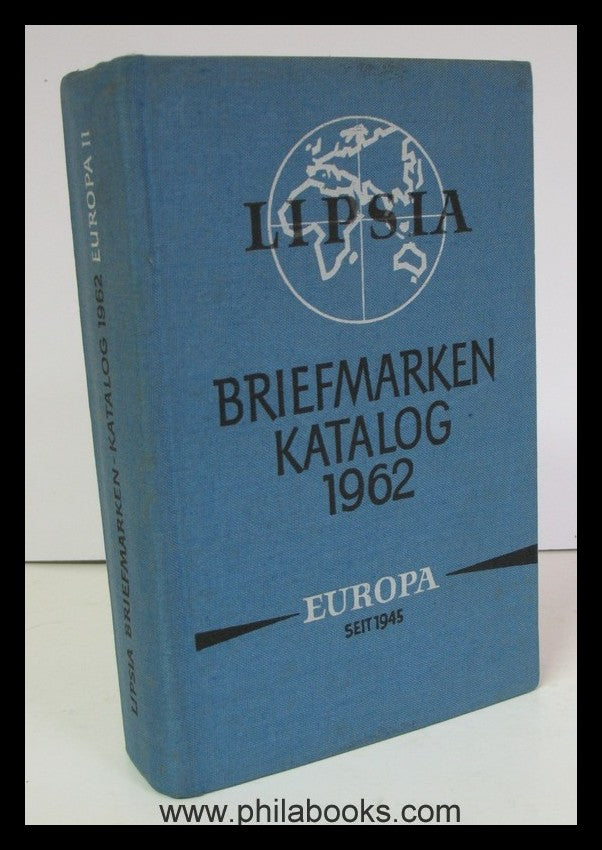 LIPSIA
BRIEFMARKEN
KATALOG
1962
EUROPA
SEIT 1945
LIPSIA BRIEFMARKEN-KATALOG 1962 EUROPA II
www.philabooks.com